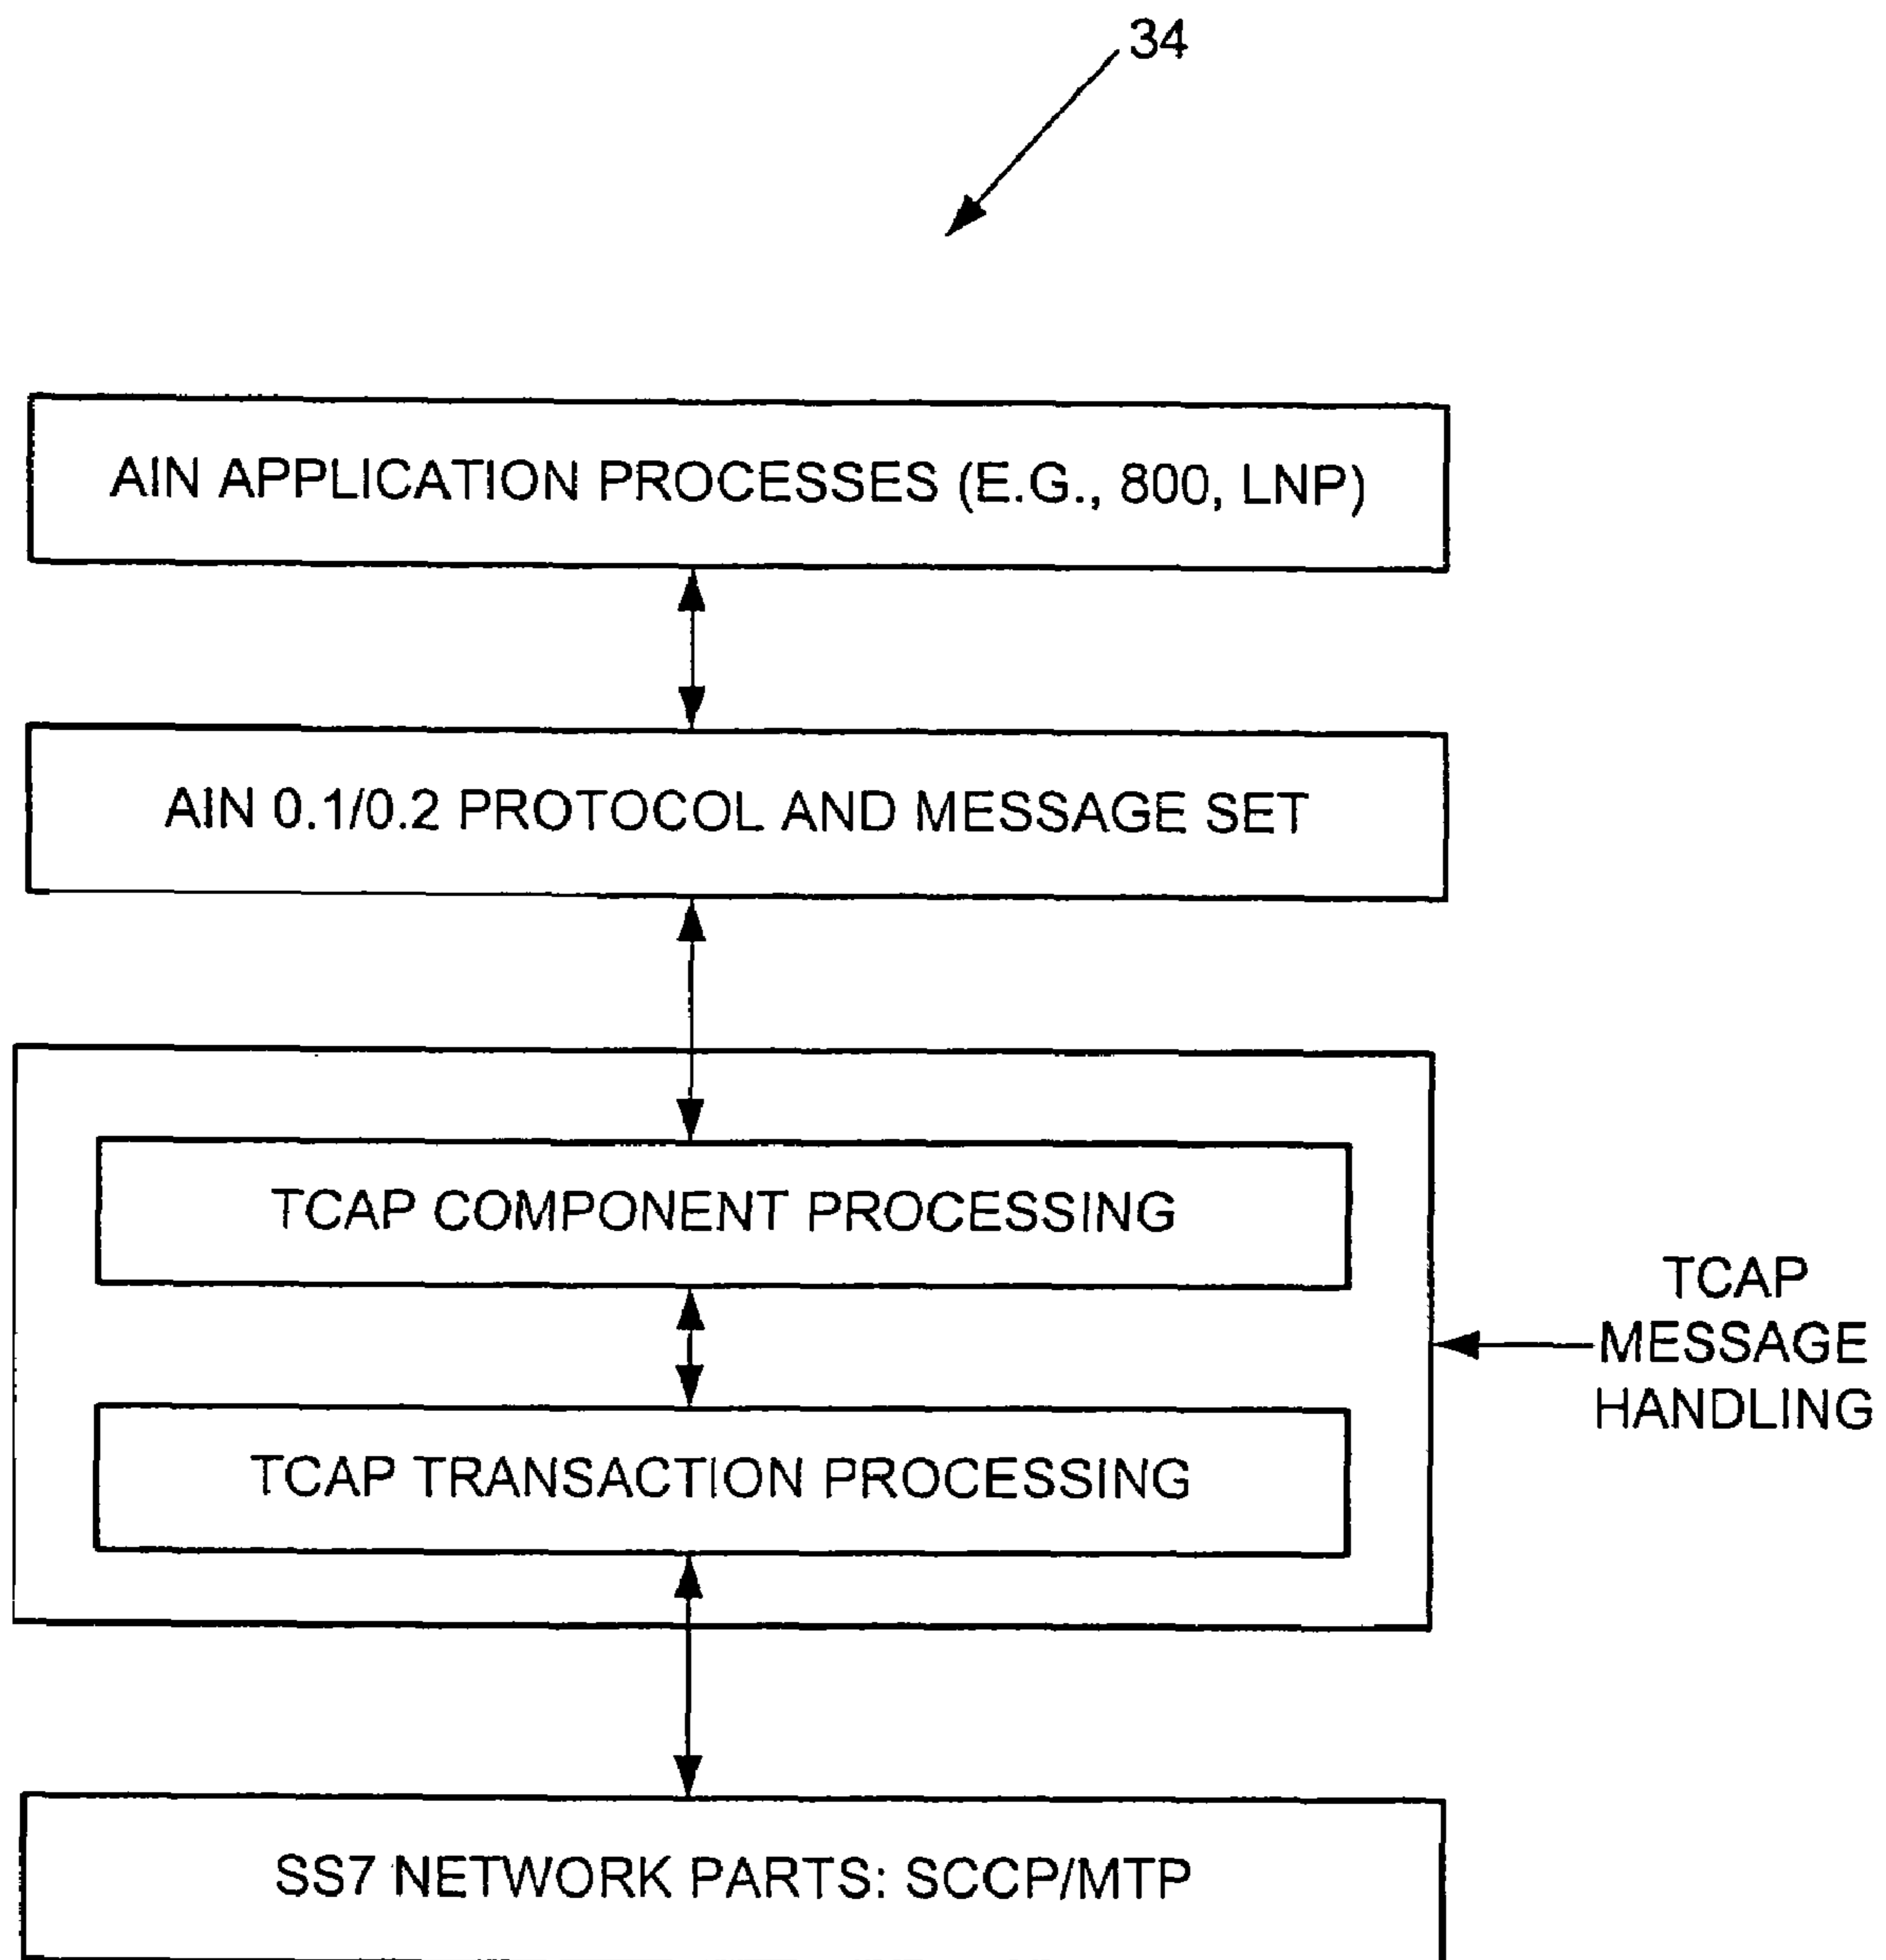 34
AIN APPLICATION PROCESSES (E.G., 800, LNP)
AIN 0.1/0.2 PROTOCOL AND MESSAGE SET
TCAP COMPONENT PROCESSING
TCAP
MESSAGE
HANDLING
TCAP TRANSACTION PROCESSING
SS7 NETWORK PARTS: SCCP/MTP